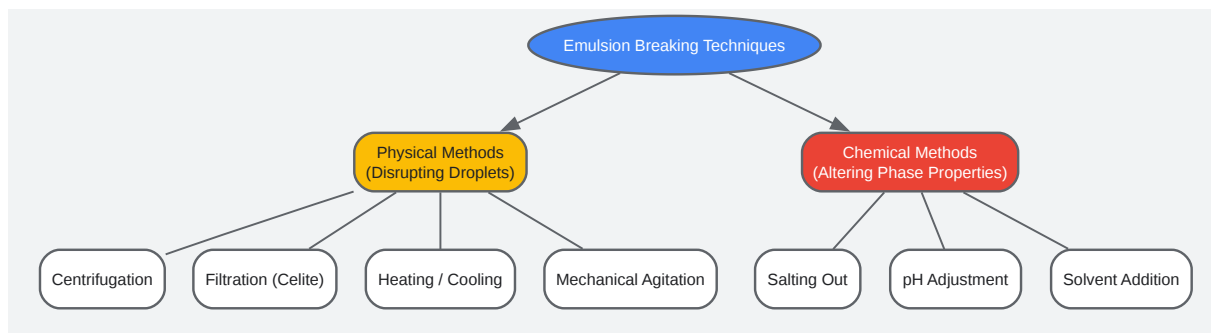 Emulsion Breaking Techniques
Physical Methods
(Disrupting Droplets)
Chemical Methods
(Altering Phase Properties)
Centrifugation
Filtration (Celite)
Heating / Cooling
Mechanical Agitation
Salting Out
pH Adjustment
Solvent Addition